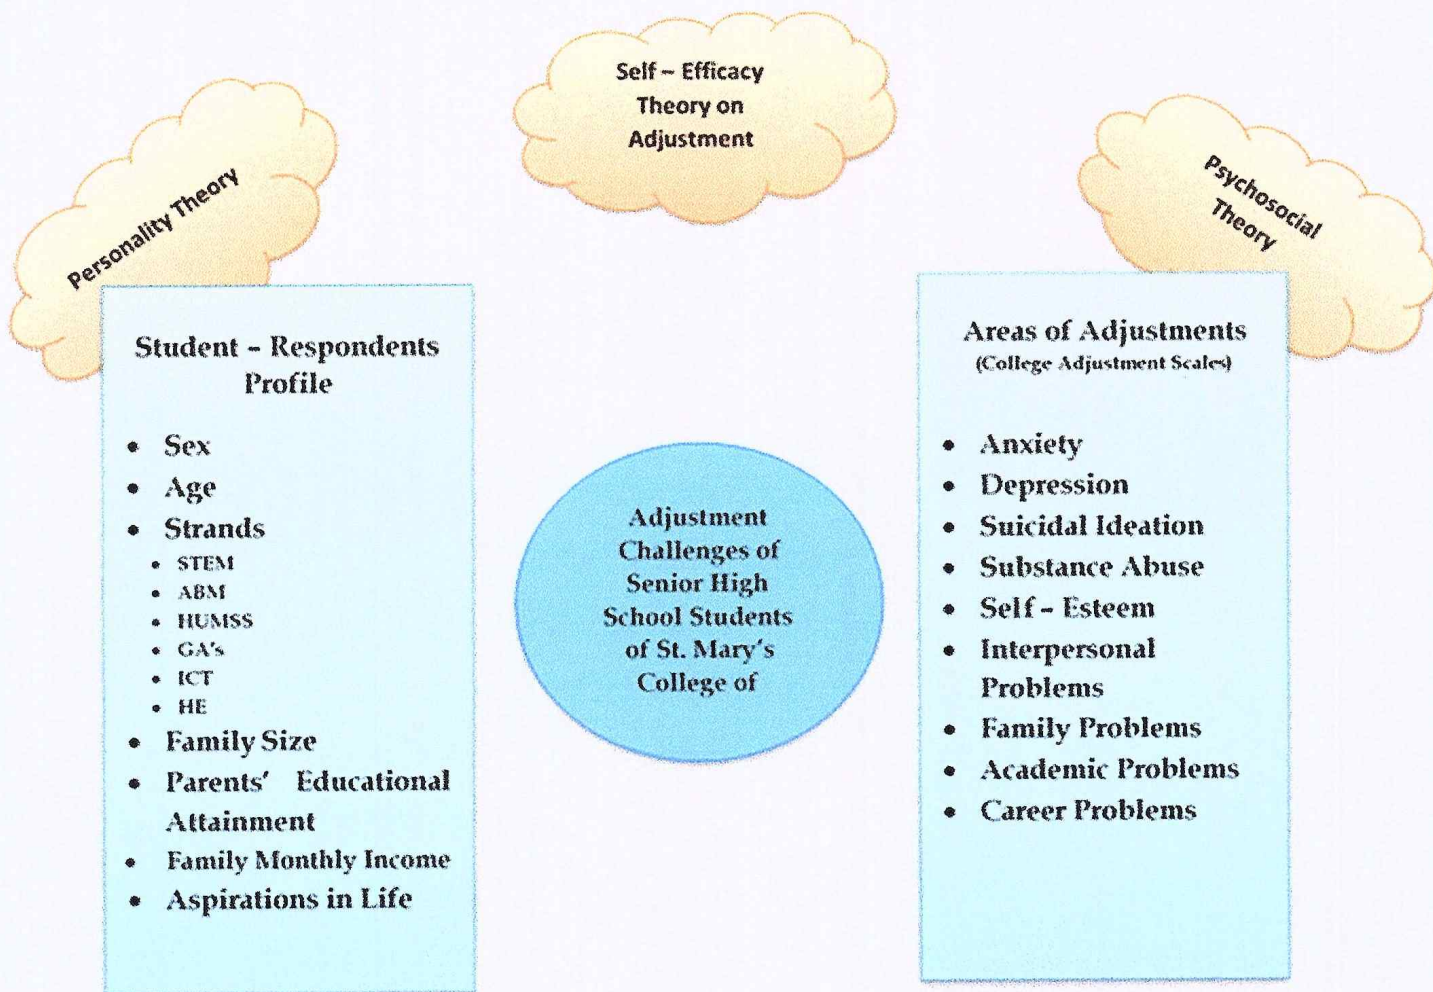 Self – Efficacy
Theory on
Adjustment
Personality Theory
Psychosocial
Theory
Student – Respondents
Profile
• Sex
• Age
• Strands
• STEM
• ABM
• HUMSS
• GA's
• ICT
• HE
• Family Size
• Parents' Educational
Attainment
• Family Monthly Income
• Aspirations in Life
Adjustment
Challenges of
Senior High
School Students
of St. Mary's
College of
Areas of Adjustments
(College Adjustment Scales)
• Anxiety
• Depression
• Suicidal Ideation
• Substance Abuse
• Self – Esteem
• Interpersonal
Problems
• Family Problems
• Academic Problems
• Career Problems